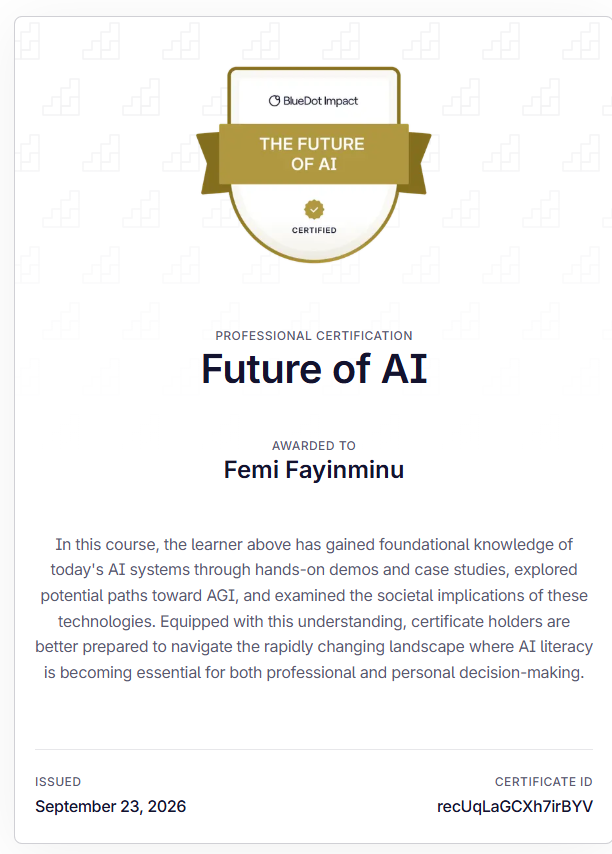 BlueDot Impact
THE FUTURE
OF AI
CERTIFIED
PROFESSIONAL CERTIFICATION
Future of AI
AWARDED TO
Femi Fayinminu
In this course, the learner above has gained foundational knowledge of
today's AI systems through hands-on demos and case studies, explored
potential paths toward AGI, and examined the societal implications of these
technologies. Equipped with this understanding, certificate holders are
better prepared to navigate the rapidly changing landscape where AI literacy
is becoming essential for both professional and personal decision-making.
ISSUED
September 23, 2026
CERTIFICATE ID
recUqLaGCXh7irBYV